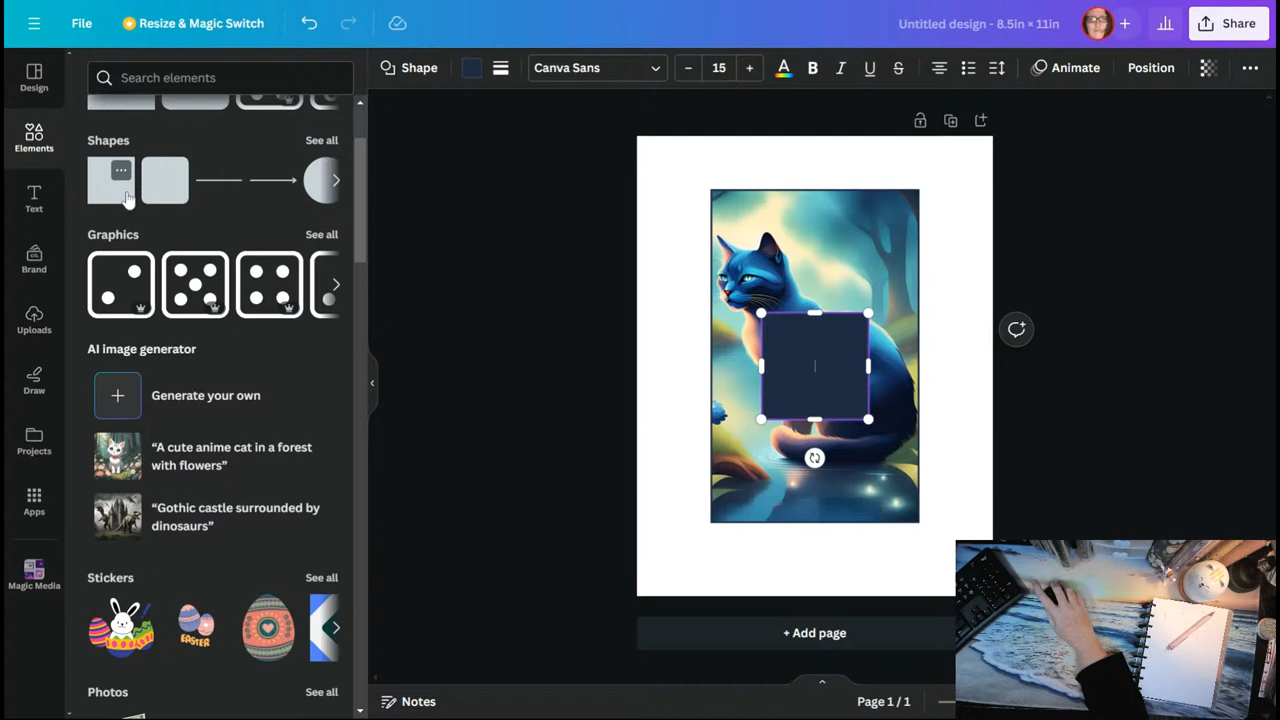 File
Resize & Magic Switch
Untitled design - 8.5in × 11in
Share
Design
Elements
Text
Brand
Uploads
Draw
Projects
Apps
Magic Media
Search elements
Shapes
See all
Graphics
See all
AI image generator
Generate your own
“A cute anime cat in a forest
with flowers”
“Gothic castle surrounded by
dinosaurs”
Stickers
See all
EASTER
Photos
See all
Shape
Canva Sans
15
A
B
I
U
S
Animate
Position
+ Add page
Notes
Page 1 / 1